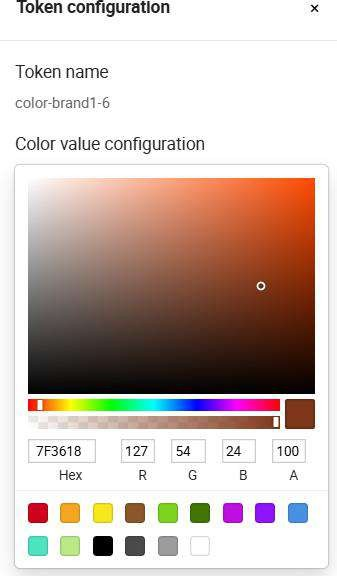 Token configuration ×
Token name
color-brand1-6
Color value configuration
7F3618 127 54 24 100
Hex R G B A